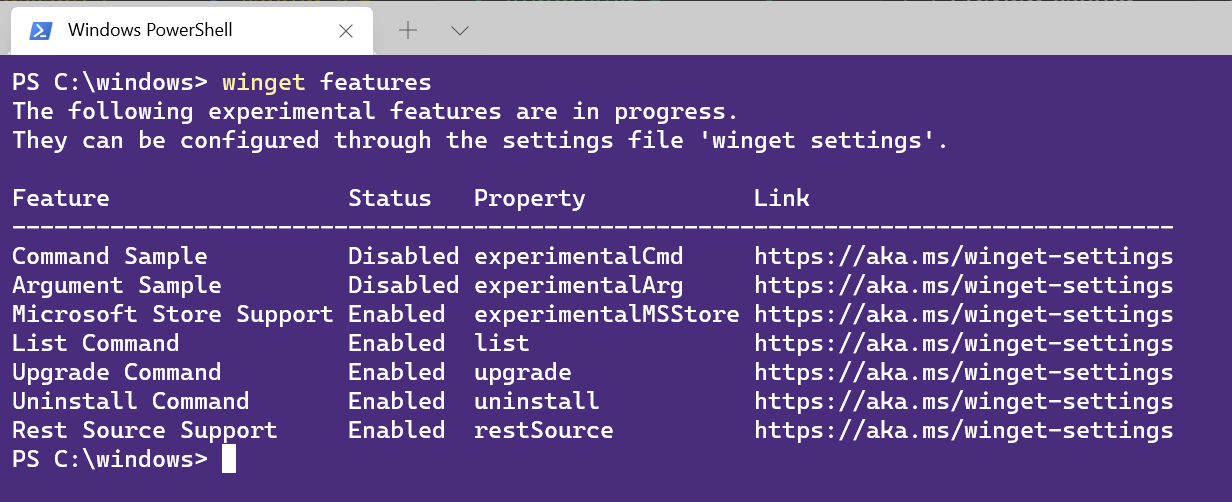 Windows PowerShell
PS C:\windows> winget features
The following experimental features are in progress.
They can be configured through the settings file 'winget settings'.
Feature Status Property Link
-----------------------------------------------------------------------------------
Command Sample Disabled experimentalCmd https://aka.ms/winget-settings
Argument Sample Disabled experimentalArg https://aka.ms/winget-settings
Microsoft Store Support Enabled experimentalMSStore https://aka.ms/winget-settings
List Command Enabled list https://aka.ms/winget-settings
Upgrade Command Enabled upgrade https://aka.ms/winget-settings
Uninstall Command Enabled uninstall https://aka.ms/winget-settings
Rest Source Support Enabled restSource https://aka.ms/winget-settings
PS C:\windows>